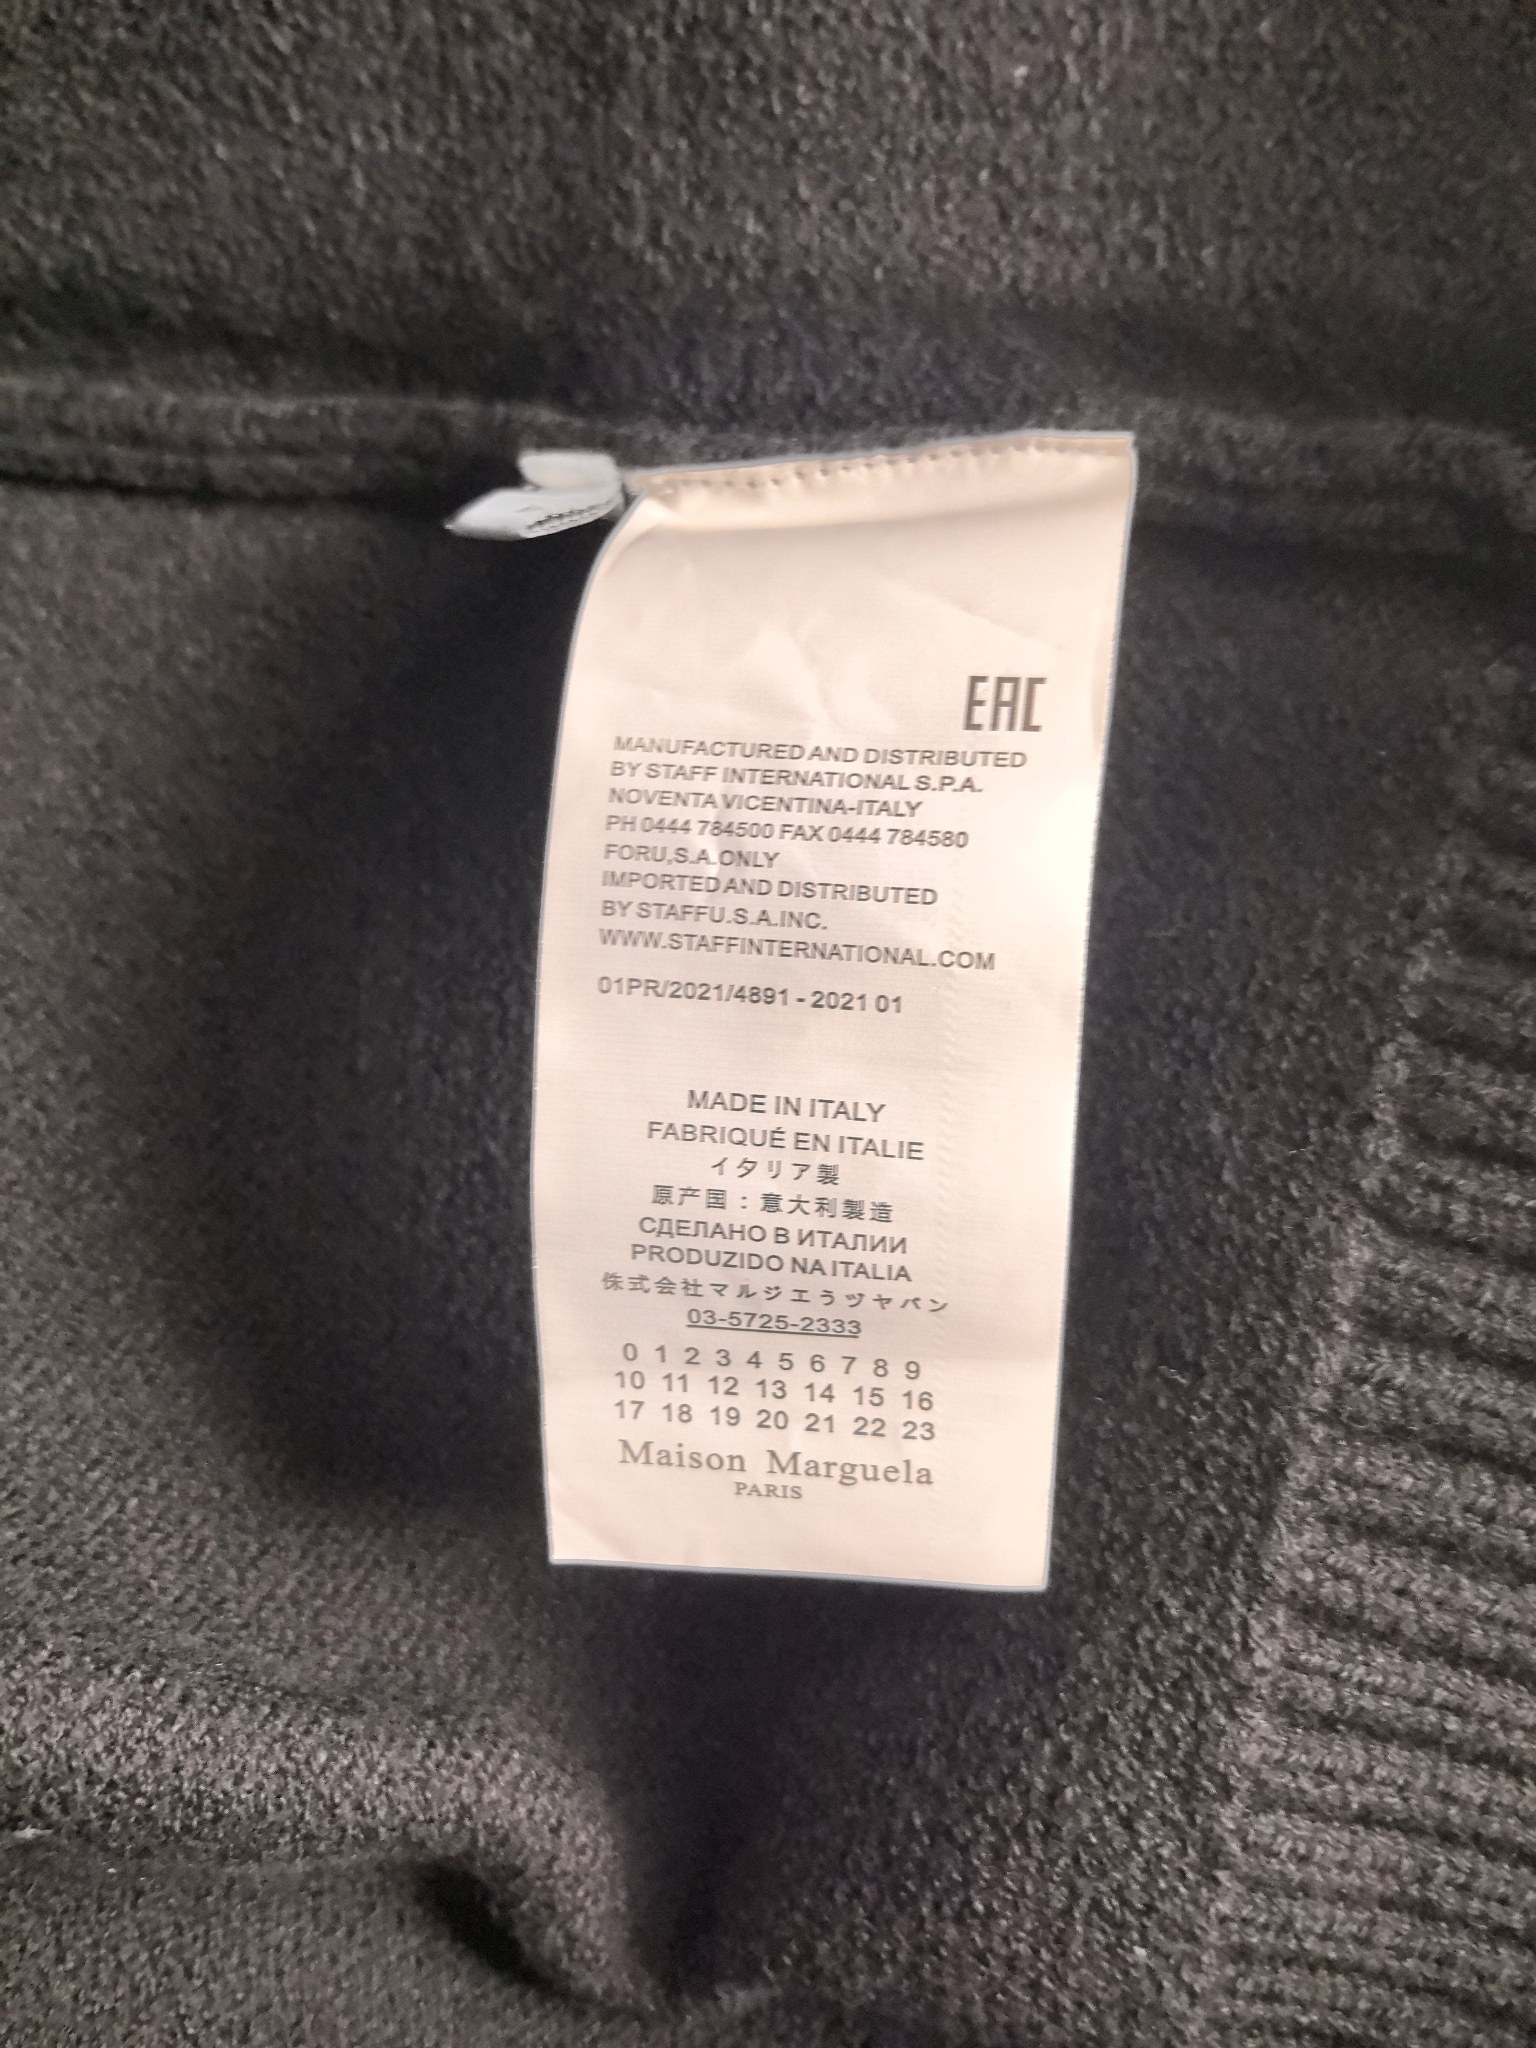 EAC
MANUFACTURED AND DISTRIBUTED
BY STAFF INTERNATIONAL S.P.A.
NOVENTA VICENTINA-ITALY
PH 0444 784500 FAX 0444 784580
FORU,S.A.ONLY
IMPORTED AND DISTRIBUTED
BY STAFFU.S.A.INC.
WWW.STAFFINTERNATIONAL.COM
01PR/2021/4891 - 2021 01
MADE IN ITALY
FABRIQUÉ EN ITALIE
イタリア製
原产国：意大利製造
СДЕЛАНО В ИТАЛИИ
PRODUZIDO NA ITALIA
侏式会社マルジエうヅヤパン
03-5725-2333
0 1 2 3 4 5 6 7 8 9
10 11 12 13 14 15 16
17 18 19 20 21 22 23
Maison Marguela
PARIS